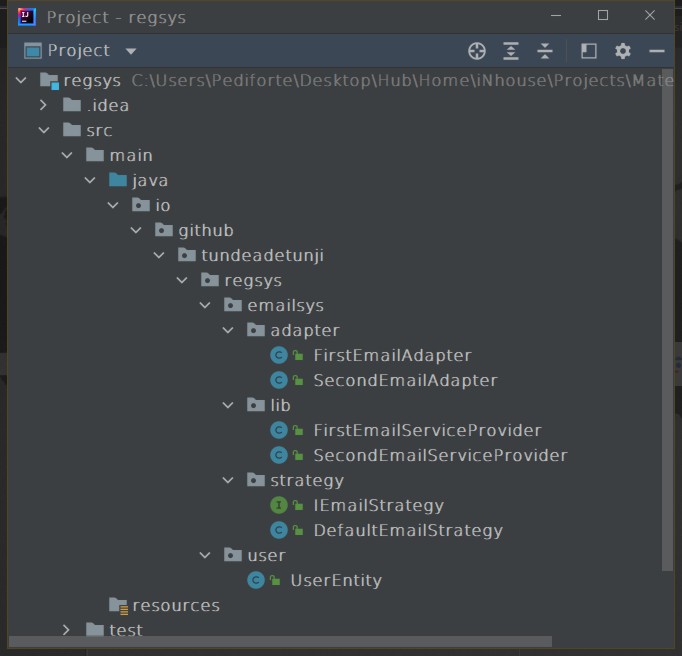 Project - regsys
Project
regsys C:\Users\Pediforte\Desktop\Hub\Home\iNhouse\Projects\Mate
.idea
src
main
java
io
github
tundeadetunji
regsys
emailsys
adapter
C FirstEmailAdapter
C SecondEmailAdapter
lib
C FirstEmailServiceProvider
C SecondEmailServiceProvider
strategy
I IEmailStrategy
C DefaultEmailStrategy
user
C UserEntity
resources
test